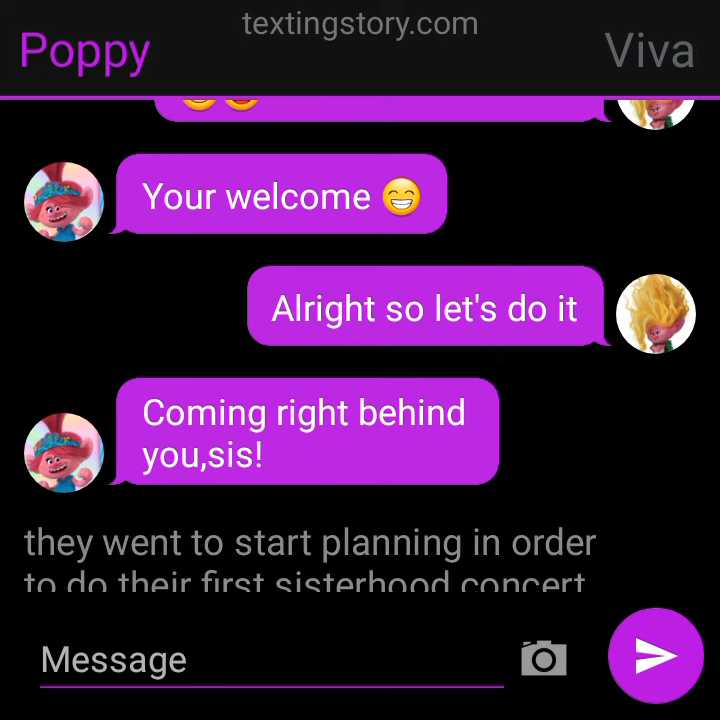 textingstory.com
Poppy
Viva
Your welcome 😁
Alright so let's do it
Coming right behind
you,sis!
they went to start planning in order
to do their first sisterhood concert
Message